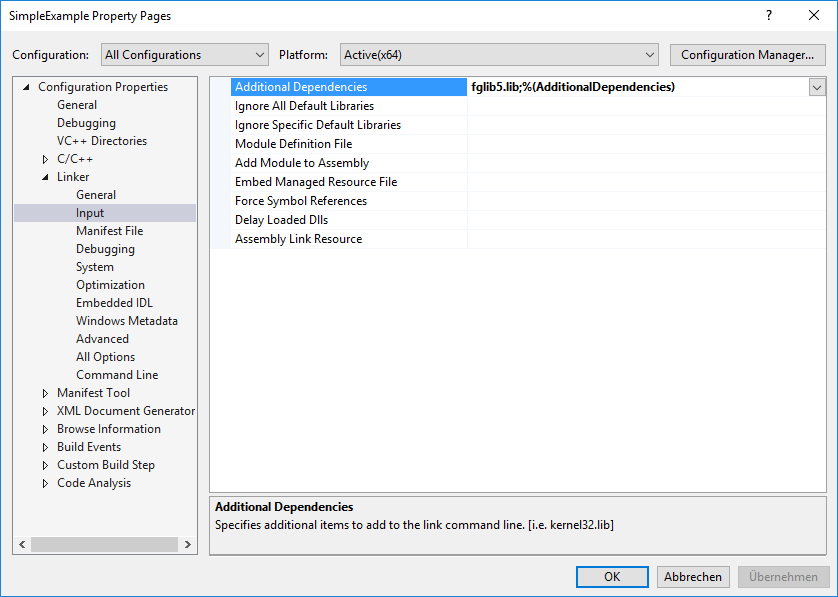 SimpleExample Property Pages
Configuration: All Configurations Platform: Active(x64) Configuration Manager...
Configuration Properties
General
Debugging
VC++ Directories
C/C++
Linker
General
Input
Manifest File
Debugging
System
Optimization
Embedded IDL
Windows Metadata
Advanced
All Options
Command Line
Manifest Tool
XML Document Generator
Browse Information
Build Events
Custom Build Step
Code Analysis
Additional Dependencies fglib5.lib;%(AdditionalDependencies)
Ignore All Default Libraries
Ignore Specific Default Libraries
Module Definition File
Add Module to Assembly
Embed Managed Resource File
Force Symbol References
Delay Loaded Dlls
Assembly Link Resource
Additional Dependencies
Specifies additional items to add to the link command line. [i.e. kernel32.lib]
OK Abbrechen Übernehmen